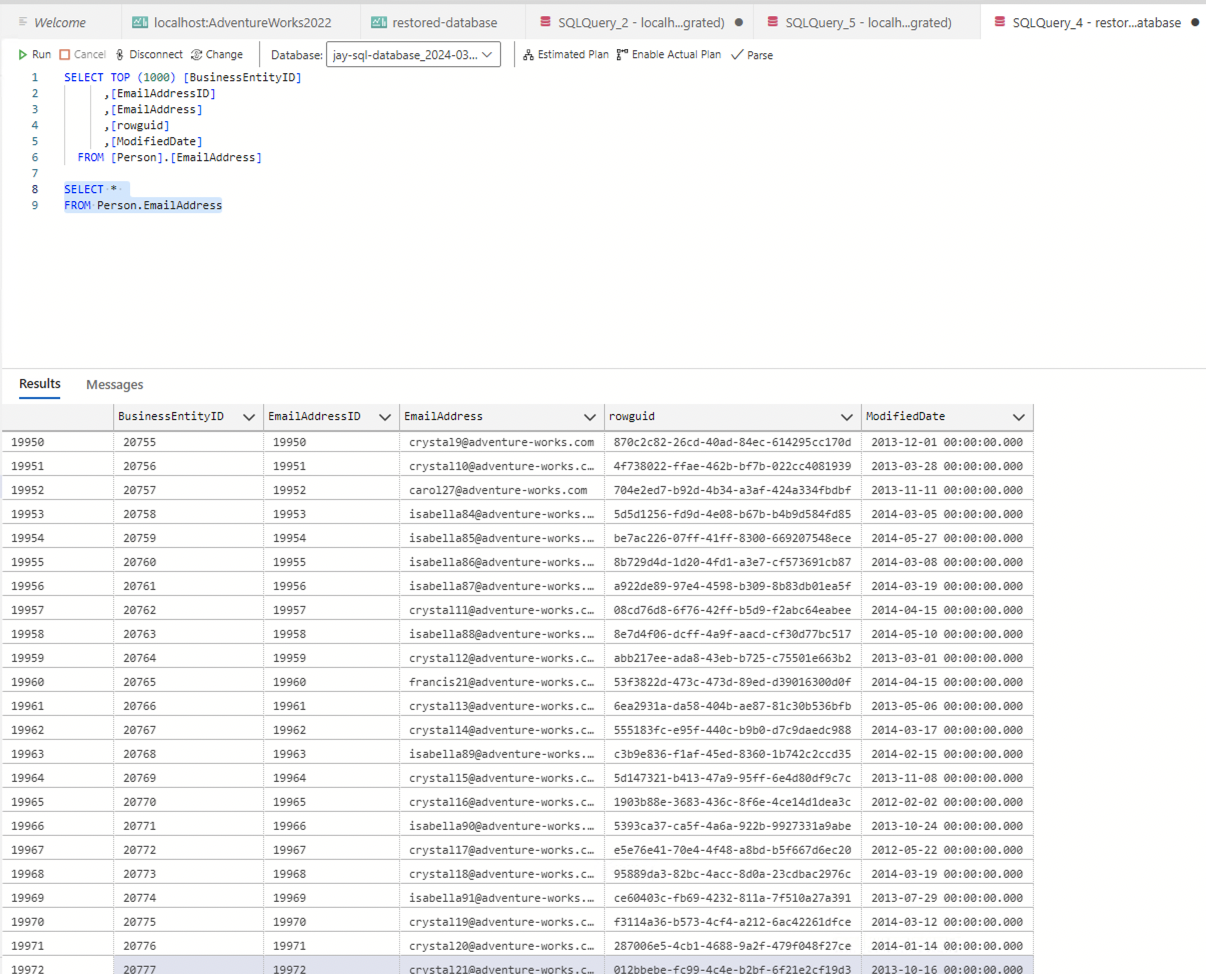 Welcome localhost:AdventureWorks2022 restored-database SQLQuery_2 - localh...grated) SQLQuery_5 - localh...grated) SQLQuery_4 - restor...atabase
Run Cancel Disconnect Change Database: jay-sql-database_2024-03... Estimated Plan Enable Actual Plan Parse
1 SELECT TOP (1000) [BusinessEntityID]
2 ,[EmailAddressID]
3 ,[EmailAddress]
4 ,[rowguid]
5 ,[ModifiedDate]
6 FROM [Person].[EmailAddress]
7
8 SELECT *
9 FROM Person.EmailAddress
Results Messages
BusinessEntityID EmailAddressID EmailAddress rowguid ModifiedDate
19950 20755 19950 crystal9@adventure-works.com 870c2c82-26cd-40ad-84ec-614295cc170d 2013-12-01 00:00:00.000
19951 20756 19951 crystal10@adventure-works.c... 4f738022-ffae-462b-bf7b-022cc4081939 2013-03-28 00:00:00.000
19952 20757 19952 carol27@adventure-works.com 704e2ed7-b92d-4b34-a3af-424a334fbdbf 2013-11-11 00:00:00.000
19953 20758 19953 isabella84@adventure-works.... 5d5d1256-fd9d-4e08-b67b-b4b9d584fd85 2014-03-05 00:00:00.000
19954 20759 19954 isabella85@adventure-works.... be7ac226-07ff-41ff-8300-669207548ece 2014-05-27 00:00:00.000
19955 20760 19955 isabella86@adventure-works.... 8b729d4d-1d20-4fd1-a3e7-cf573691cb87 2014-03-08 00:00:00.000
19956 20761 19956 isabella87@adventure-works.... a922de89-97e4-4598-b309-8b83db01ea5f 2014-03-19 00:00:00.000
19957 20762 19957 crystal11@adventure-works.c... 08cd76d8-6f76-42ff-b5d9-f2abc64eabee 2014-04-15 00:00:00.000
19958 20763 19958 isabella88@adventure-works.... 8e7d4f06-dcff-4a9f-aacd-cf30d77bc517 2014-05-10 00:00:00.000
19959 20764 19959 crystal12@adventure-works.c... abb217ee-ada8-43eb-b725-c75501e663b2 2013-03-01 00:00:00.000
19960 20765 19960 francis21@adventure-works.c... 53f3822d-473c-473d-89ed-d39016300d0f 2014-04-15 00:00:00.000
19961 20766 19961 crystal13@adventure-works.c... 6ea2931a-da58-404b-ae87-81c30b536bfb 2013-05-06 00:00:00.000
19962 20767 19962 crystal14@adventure-works.c... 555183fc-e95f-440c-b9b0-d7c9daedc988 2014-03-17 00:00:00.000
19963 20768 19963 isabella89@adventure-works.... c3b9e836-f1af-45ed-8360-1b742c2ccd35 2014-02-15 00:00:00.000
19964 20769 19964 crystal15@adventure-works.c... 5d147321-b413-47a9-95ff-6e4d80df9c7c 2013-11-08 00:00:00.000
19965 20770 19965 crystal16@adventure-works.c... 1903b88e-3683-436c-8f6e-4ce14d1dea3c 2012-02-02 00:00:00.000
19966 20771 19966 isabella90@adventure-works.... 5393ca37-ca5f-4a6a-922b-9927331a9abe 2013-10-24 00:00:00.000
19967 20772 19967 crystal17@adventure-works.c... e5e76e41-70e4-4f48-a8bd-b5f667d6ec20 2012-05-22 00:00:00.000
19968 20773 19968 crystal18@adventure-works.c... 95889da3-82bc-4acc-8d0a-23cdbac2976c 2014-03-19 00:00:00.000
19969 20774 19969 isabella91@adventure-works.... ce60403c-fb69-4232-811a-7f510a27a391 2013-07-29 00:00:00.000
19970 20775 19970 crystal19@adventure-works.c... f3114a36-b573-4cf4-a212-6ac42261dfce 2014-03-12 00:00:00.000
19971 20776 19971 crystal20@adventure-works.c... 287006e5-4cb1-4688-9a2f-479f048f27ce 2014-01-14 00:00:00.000
19972 20777 19972 crystal21@adventure-works.c... 012bbebe-fc99-4c4e-b2bf-6f21e2cf19d3 2013-10-16 00:00:00.000